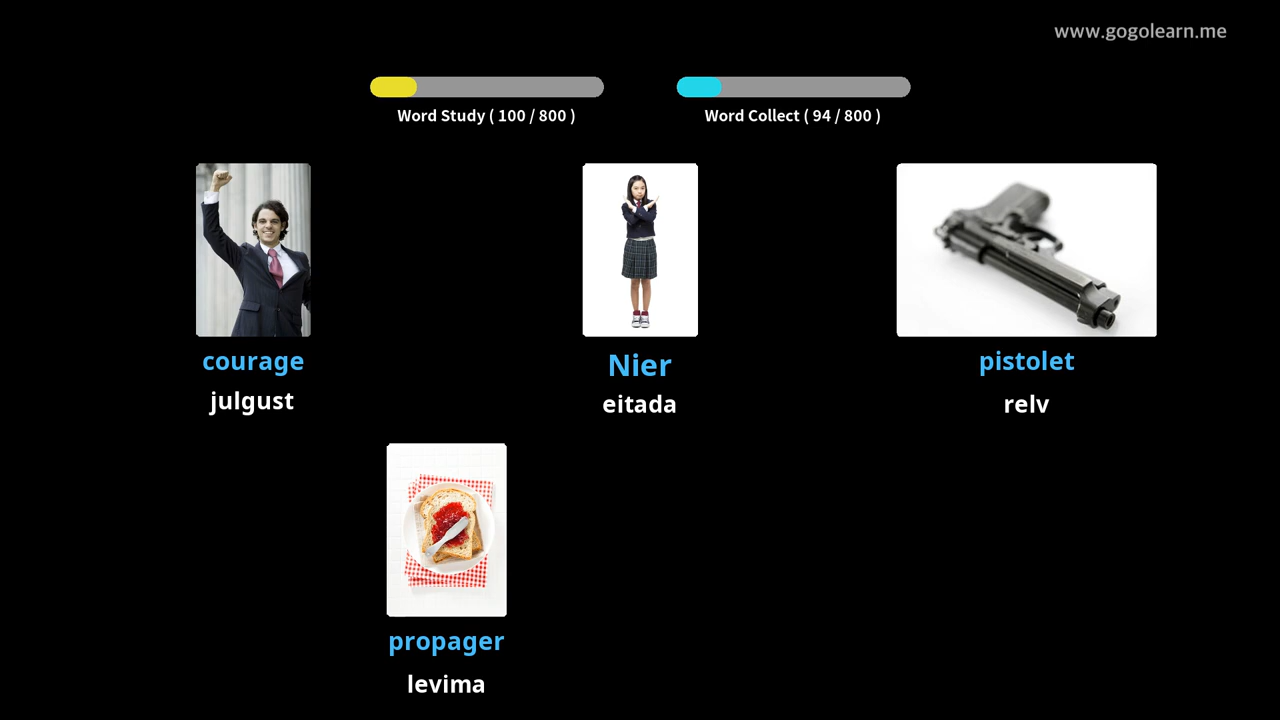 www.gogolearn.me
Word Study ( 100 / 800 )
Word Collect ( 94 / 800 )
courage
julgust
Nier
eitada
pistolet
relv
propager
levima